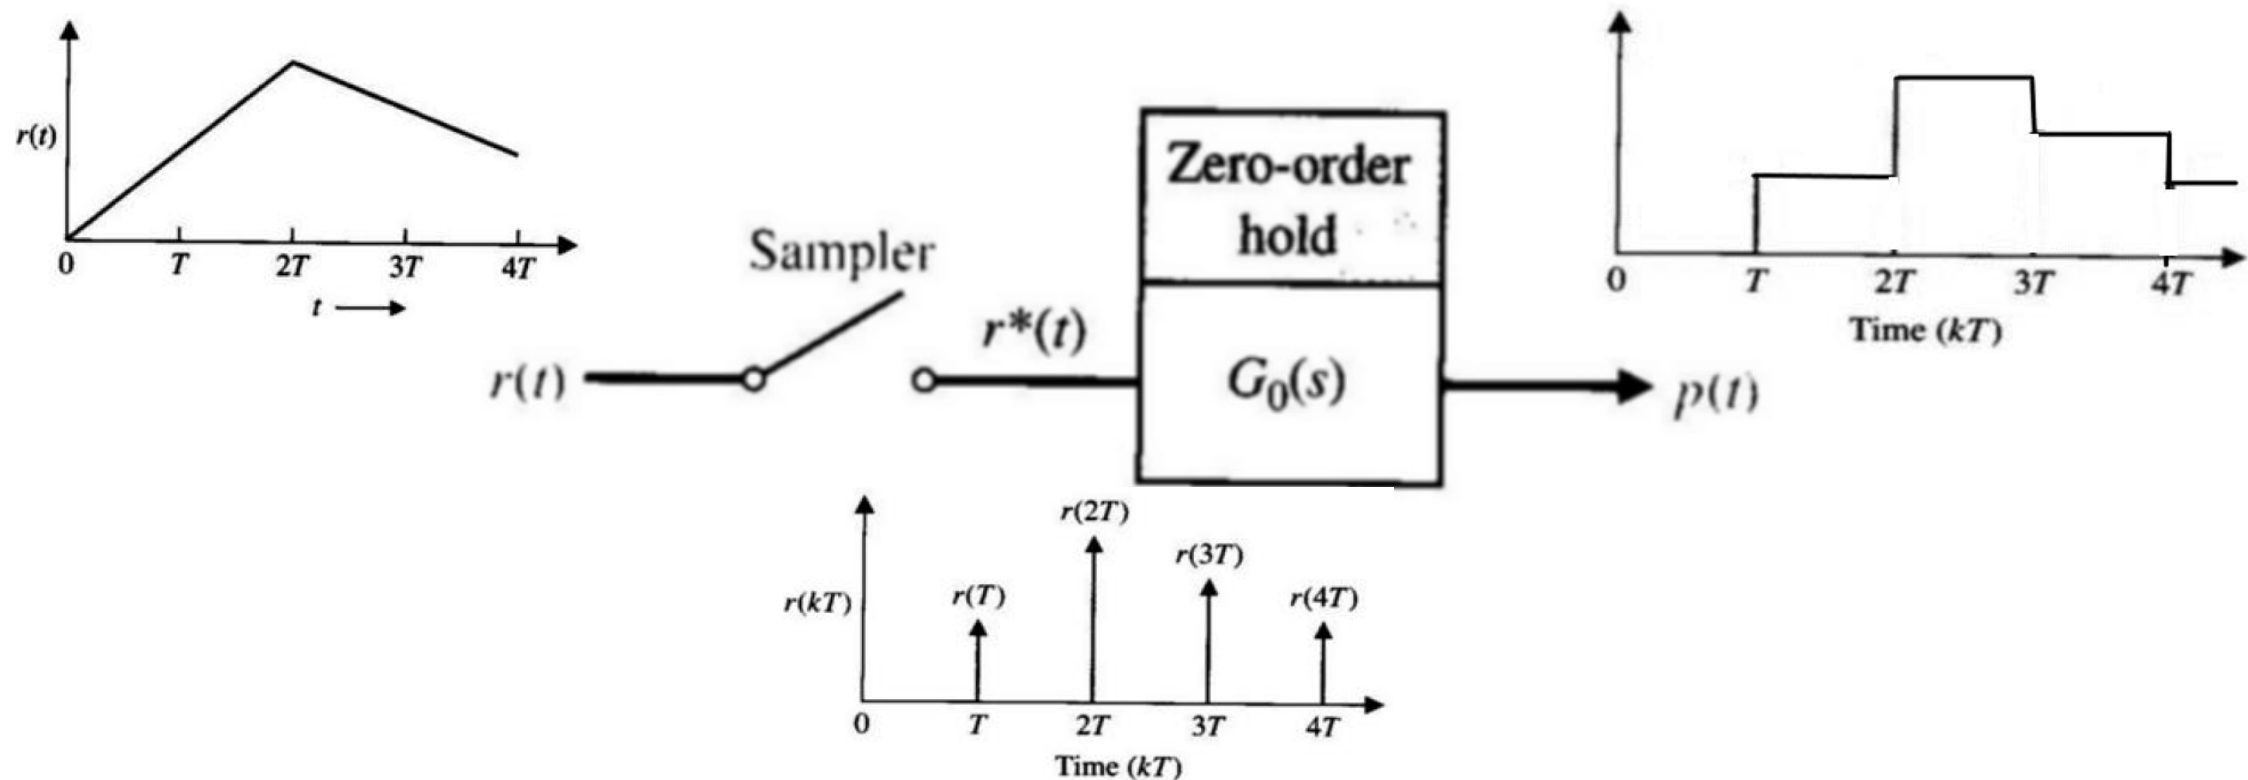 r(t)
0 T 2T 3T 4T
t
Sampler
r(t)
r*(t)
Zero-order
hold
G₀(s)
p(t)
0 T 2T 3T 4T
Time (kT)
r(kT)
r(T)
r(2T)
r(3T)
r(4T)
0 T 2T 3T 4T
Time (kT)